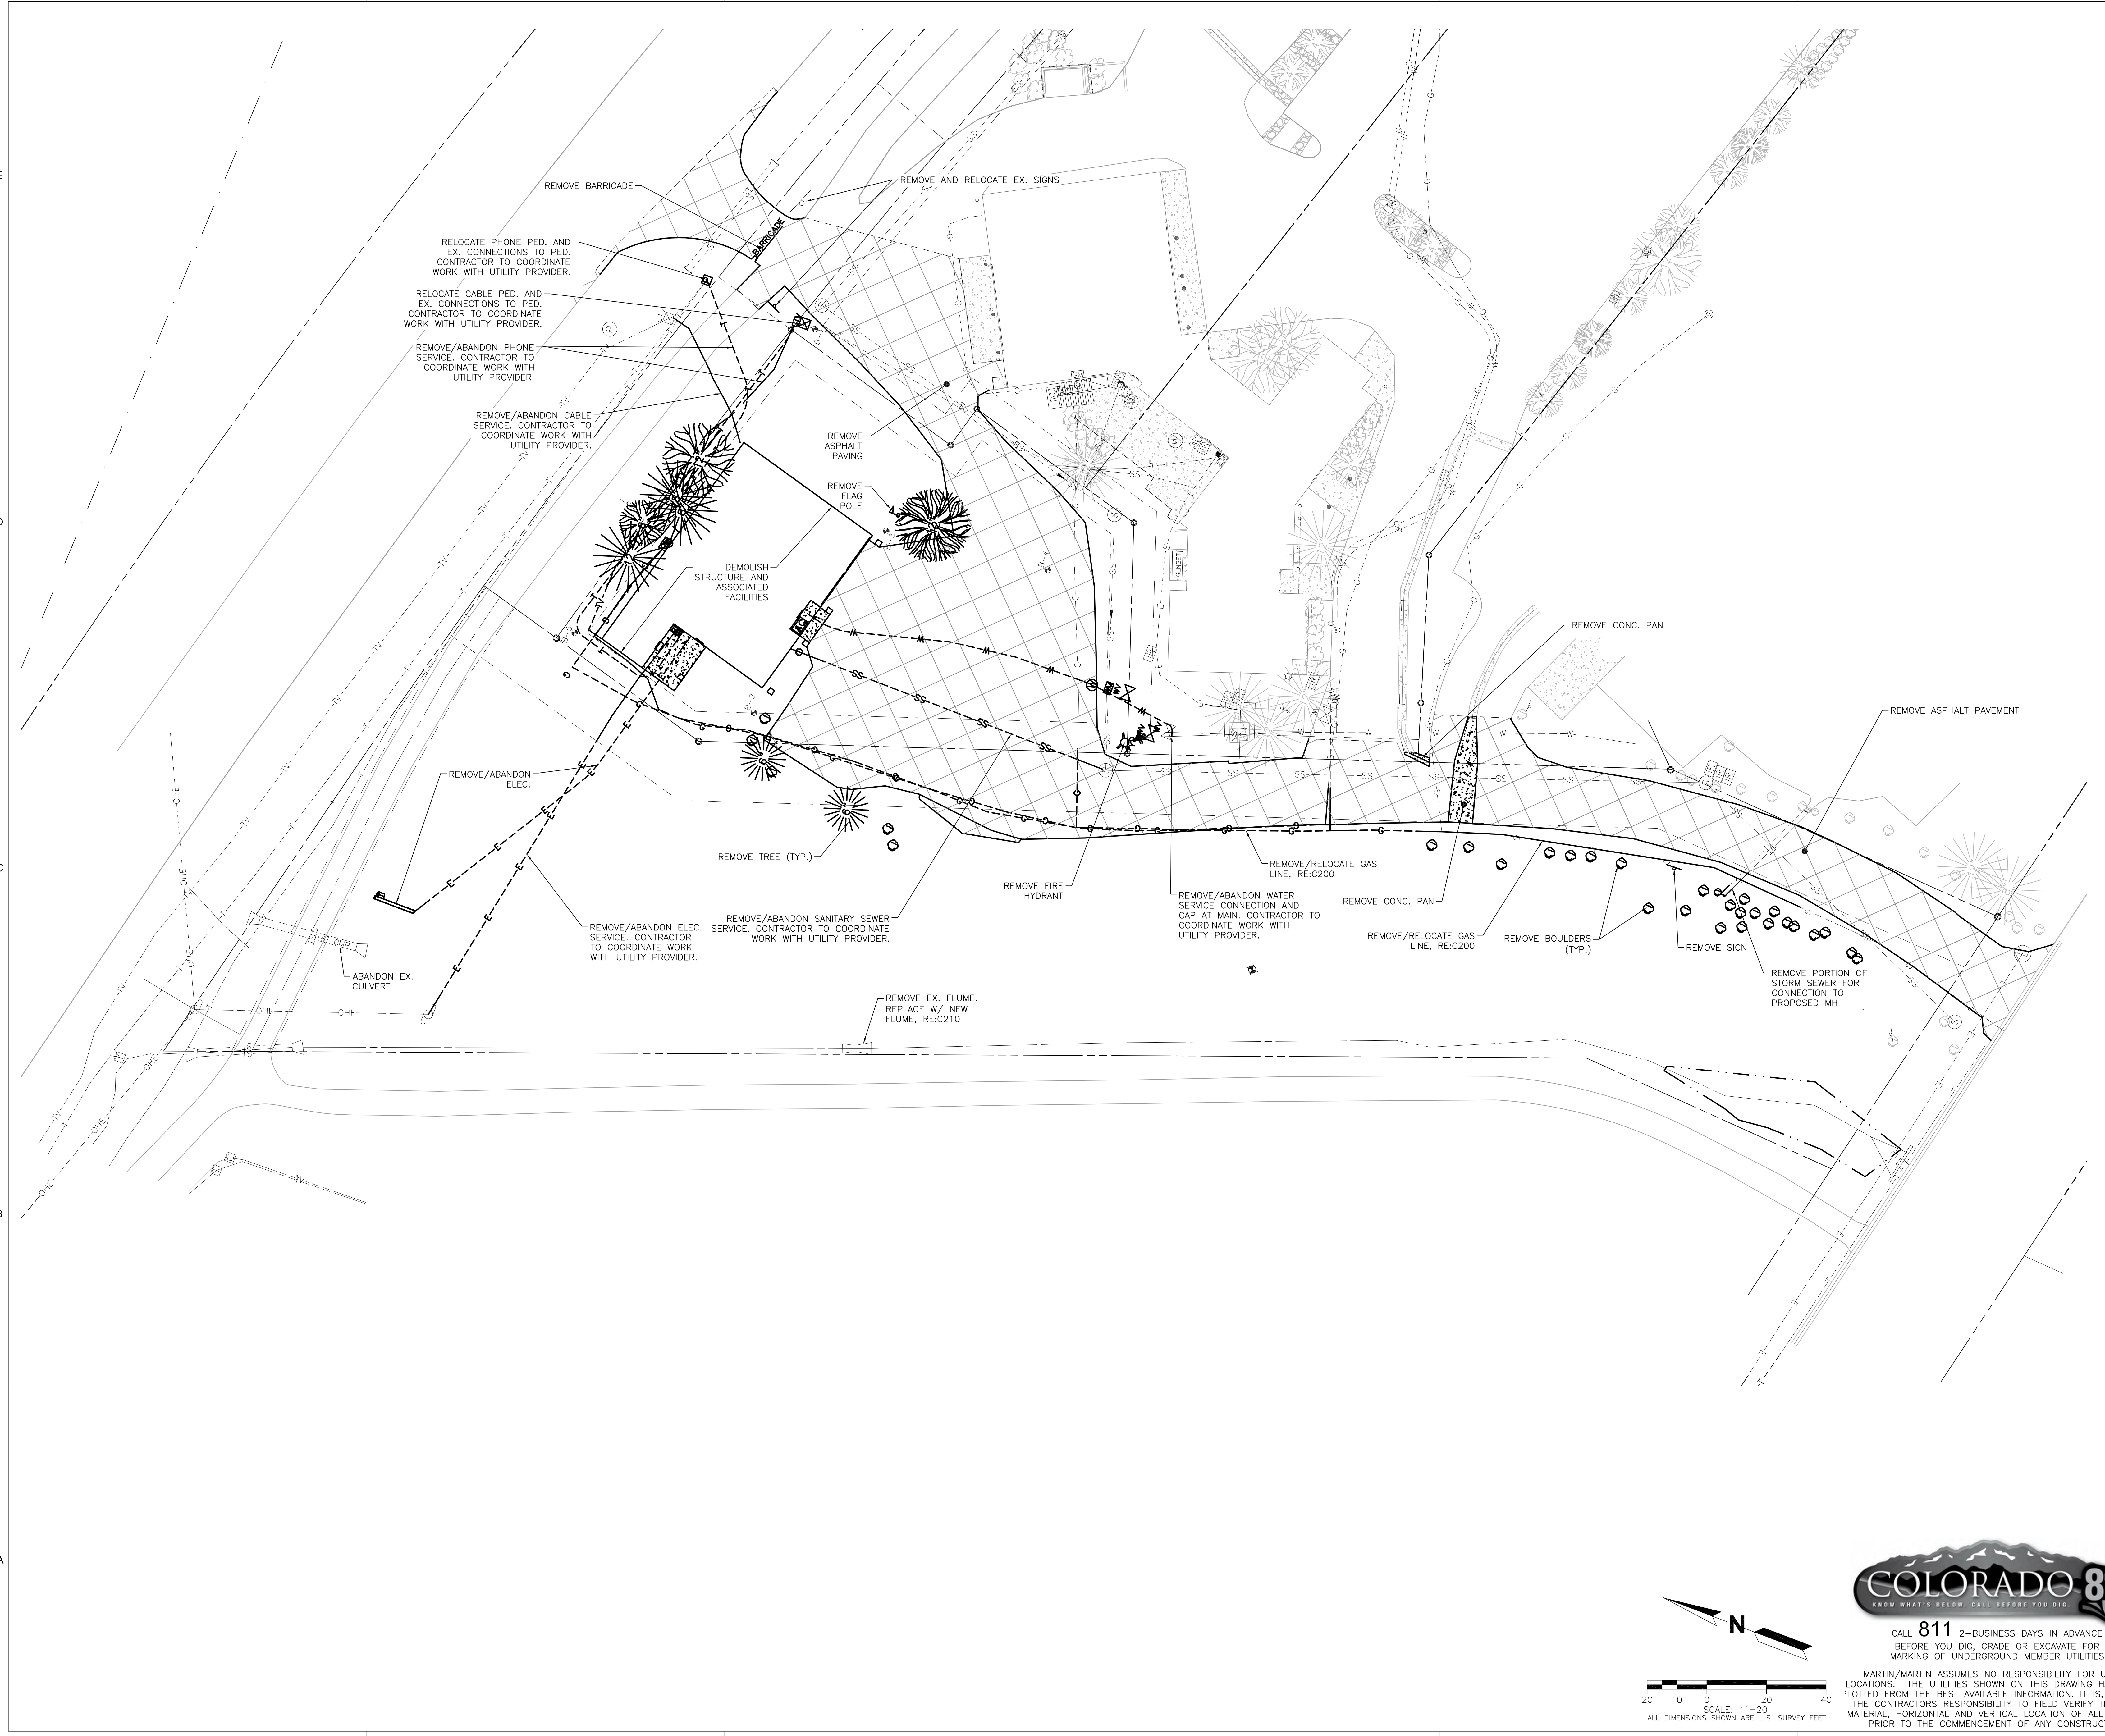 E
REMOVE BARRICADE
REMOVE AND RELOCATE EX. SIGNS
BARRICADE
RELOCATE PHONE PED. AND
EX. CONNECTIONS TO PED.
CONTRACTOR TO COORDINATE
WORK WITH UTILITY PROVIDER.
RELOCATE CABLE PED. AND
EX. CONNECTIONS TO PED.
CONTRACTOR TO COORDINATE
WORK WITH UTILITY PROVIDER.
REMOVE/ABANDON PHONE
SERVICE. CONTRACTOR TO
COORDINATE WORK WITH
UTILITY PROVIDER.
REMOVE/ABANDON CABLE
SERVICE. CONTRACTOR TO
COORDINATE WORK WITH
UTILITY PROVIDER.
REMOVE
ASPHALT
PAVING
REMOVE
FLAG
POLE
D
DEMOLISH
STRUCTURE AND
ASSOCIATED
FACILITIES
B-4
GENSET
B-2
REMOVE CONC. PAN
REMOVE ASPHALT PAVEMENT
REMOVE/ABANDON
ELEC.
REMOVE TREE (TYP.)
REMOVE FIRE
HYDRANT
REMOVE/RELOCATE GAS
LINE, RE:C200
C
REMOVE/ABANDON WATER
SERVICE CONNECTION AND
CAP AT MAIN. CONTRACTOR TO
COORDINATE WORK WITH
UTILITY PROVIDER.
REMOVE CONC. PAN
REMOVE/ABANDON ELEC.
SERVICE. CONTRACTOR
TO COORDINATE WORK
WITH UTILITY PROVIDER.
REMOVE/ABANDON SANITARY SEWER
SERVICE. CONTRACTOR TO COORDINATE
WORK WITH UTILITY PROVIDER.
REMOVE/RELOCATE GAS
LINE, RE:C200
REMOVE BOULDERS
(TYP.)
REMOVE SIGN
REMOVE PORTION OF
STORM SEWER FOR
CONNECTION TO
PROPOSED MH
ABANDON EX.
CULVERT
REMOVE EX. FLUME.
REPLACE W/ NEW
FLUME, RE:C210
OHE
B
A
COLORADO 8
KNOW WHAT'S BELOW. CALL BEFORE YOU DIG.
N
CALL 811 2-BUSINESS DAYS IN ADVANCE
BEFORE YOU DIG, GRADE OR EXCAVATE FOR
MARKING OF UNDERGROUND MEMBER UTILITIES
20 10 0 20 40
SCALE: 1"=20'
ALL DIMENSIONS SHOWN ARE U.S. SURVEY FEET
MARTIN/MARTIN ASSUMES NO RESPONSIBILITY FOR U
LOCATIONS. THE UTILITIES SHOWN ON THIS DRAWING H
PLOTTED FROM THE BEST AVAILABLE INFORMATION. IT IS,
THE CONTRACTORS RESPONSIBILITY TO FIELD VERIFY T
MATERIAL, HORIZONTAL AND VERTICAL LOCATION OF ALL
PRIOR TO THE COMMENCEMENT OF ANY CONSTRUC